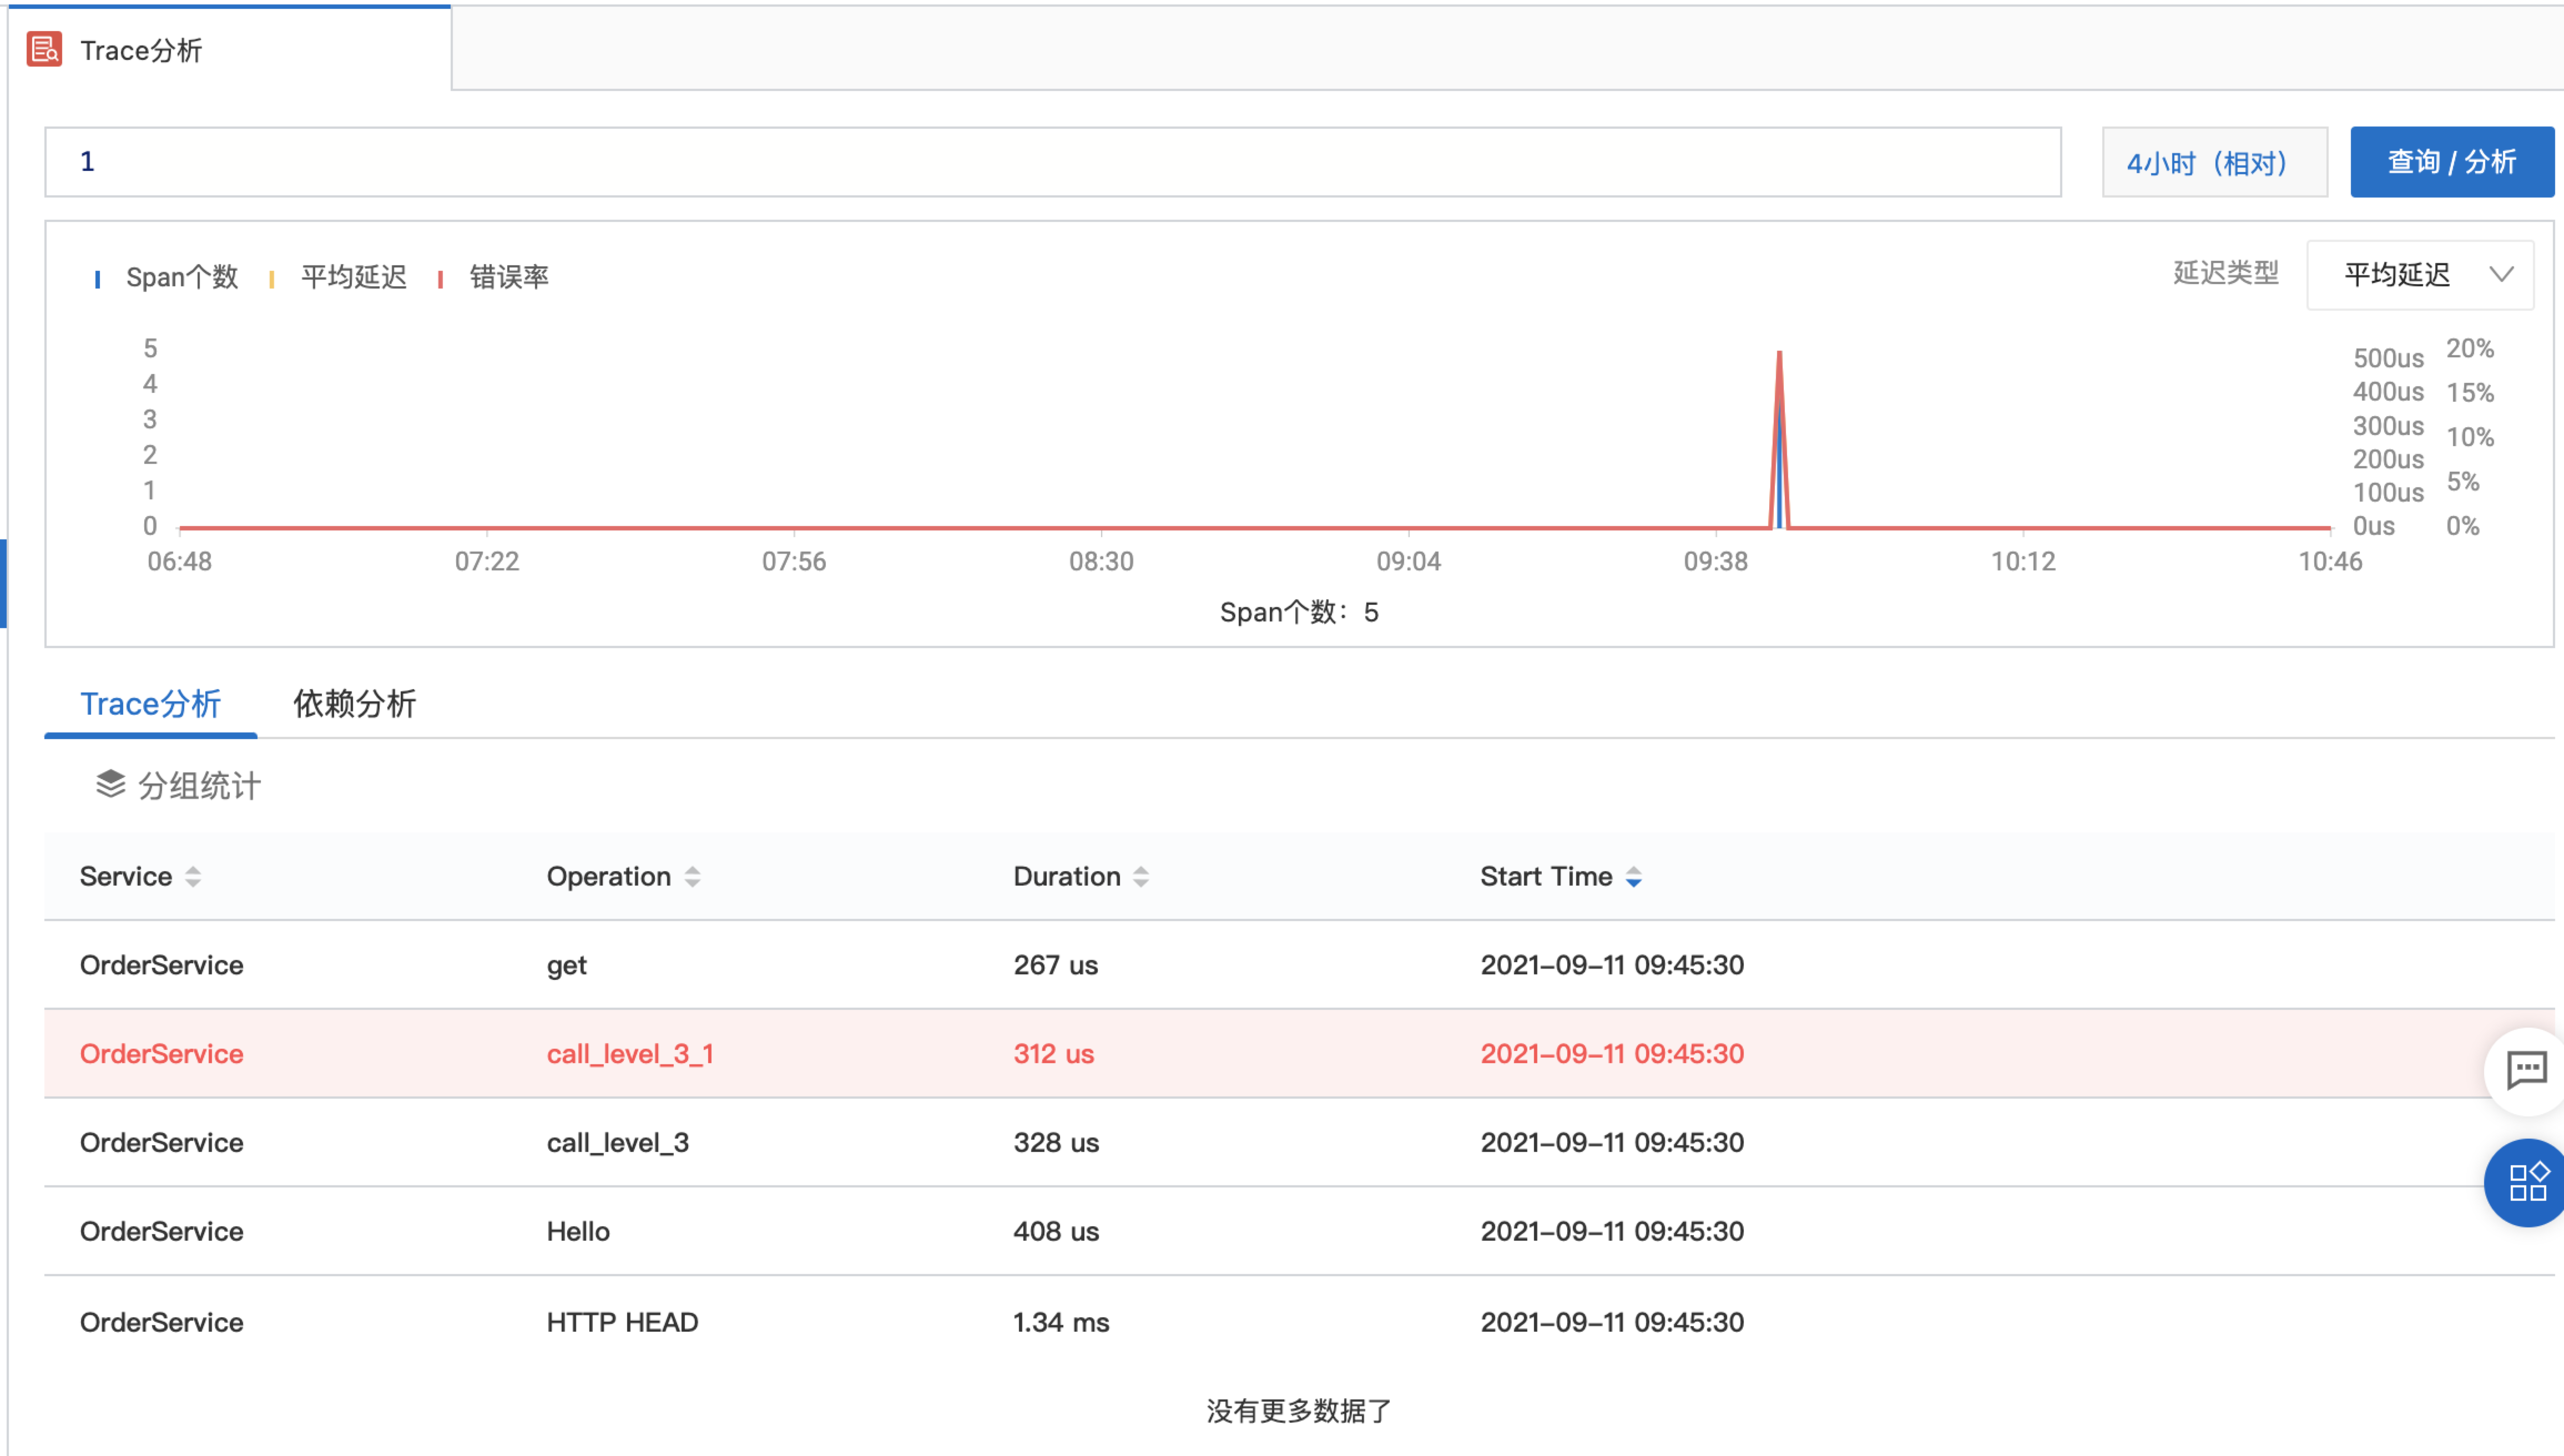 Trace分析
1
4小时（相对）
查询 / 分析
Span个数 平均延迟 错误率
延迟类型 平均延迟
5
4
3
2
1
0
500us
400us
300us
200us
100us
0us
20%
15%
10%
5%
0%
06:48 07:22 07:56 08:30 09:04 09:38 10:12 10:46
Span个数：5
Trace分析 依赖分析
分组统计
Service Operation Duration Start Time
OrderService get 267 us 2021-09-11 09:45:30
OrderService call_level_3_1 312 us 2021-09-11 09:45:30
OrderService call_level_3 328 us 2021-09-11 09:45:30
OrderService Hello 408 us 2021-09-11 09:45:30
OrderService HTTP HEAD 1.34 ms 2021-09-11 09:45:30
没有更多数据了